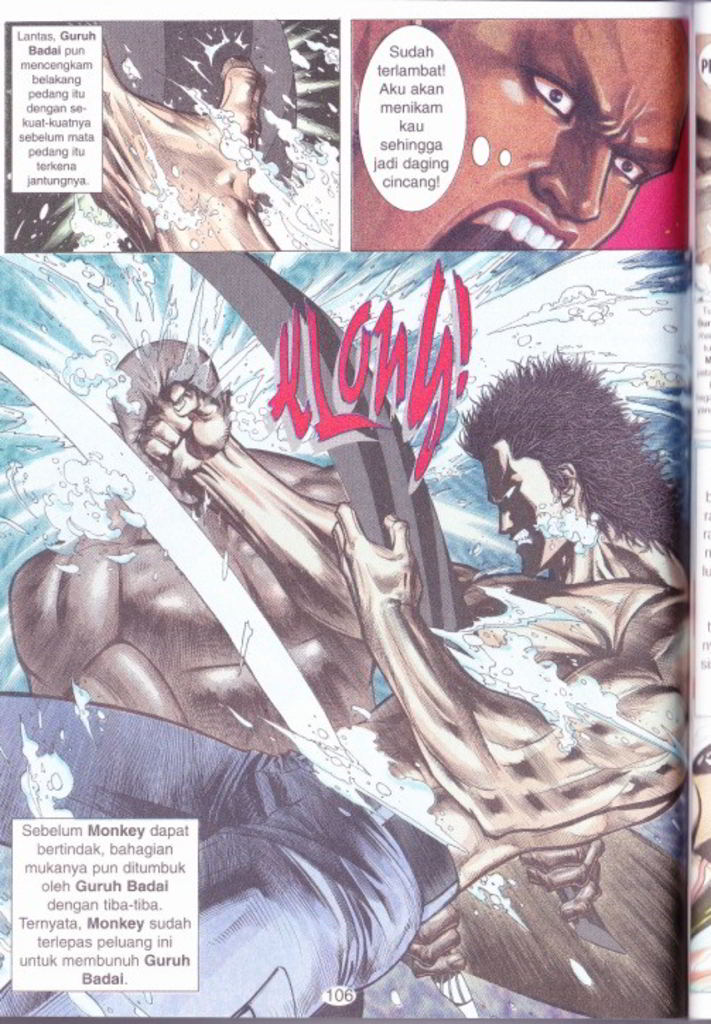 Lantas, Guruh
Badai pun
mencengkam
belakang
pedang itu
dengan se-
kuat-kuatnya
sebelum mata
pedang itu
terkena
jantungnya.
Sudah
terlambat!
Aku akan
menikam
kau
sehingga
jadi daging
cincang!
KLONG!
Sebelum Monkey dapat
bertindak, bahagian
mukanya pun ditumbuk
oleh Guruh Badai
dengan tiba-tiba.
Ternyata, Monkey sudah
terlepas peluang ini
untuk membunuh Guruh
Badai.
106